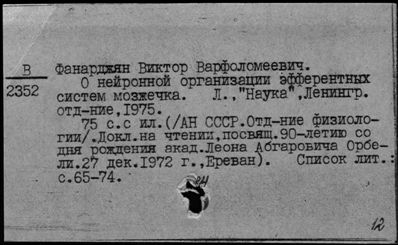 В
2352
Фанарджян Виктор Варфоломеевич.
О нейронной организации эфферентных
систем мозжечка. Л.,"Наука",Ленингр.
отд-ние,1975.
75 с.с ил.(/АН СССР.Отд-ние физиоло-
гии/.Докл.на чтении,посвящ.90-летию со
дня рождения акад.Леона Абгаровича Орбе-
ли.27 дек.1972 г.,Ереван). Список лит.:
с.65-74.
12